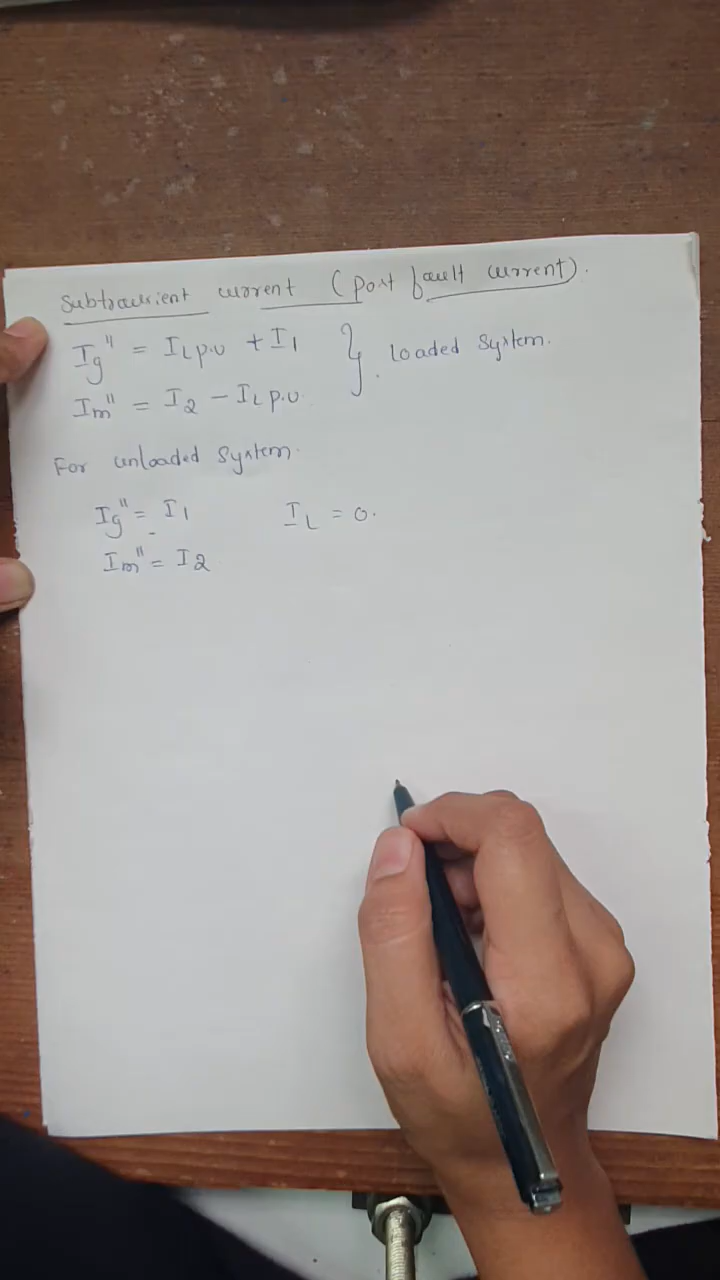 Subtransient current (post fault current).
Ig'' = IL p.u + I1 } loaded system.
Im'' = I2 - IL p.u.
For unloaded system.
Ig'' = I1 IL = 0.
Im'' = I2